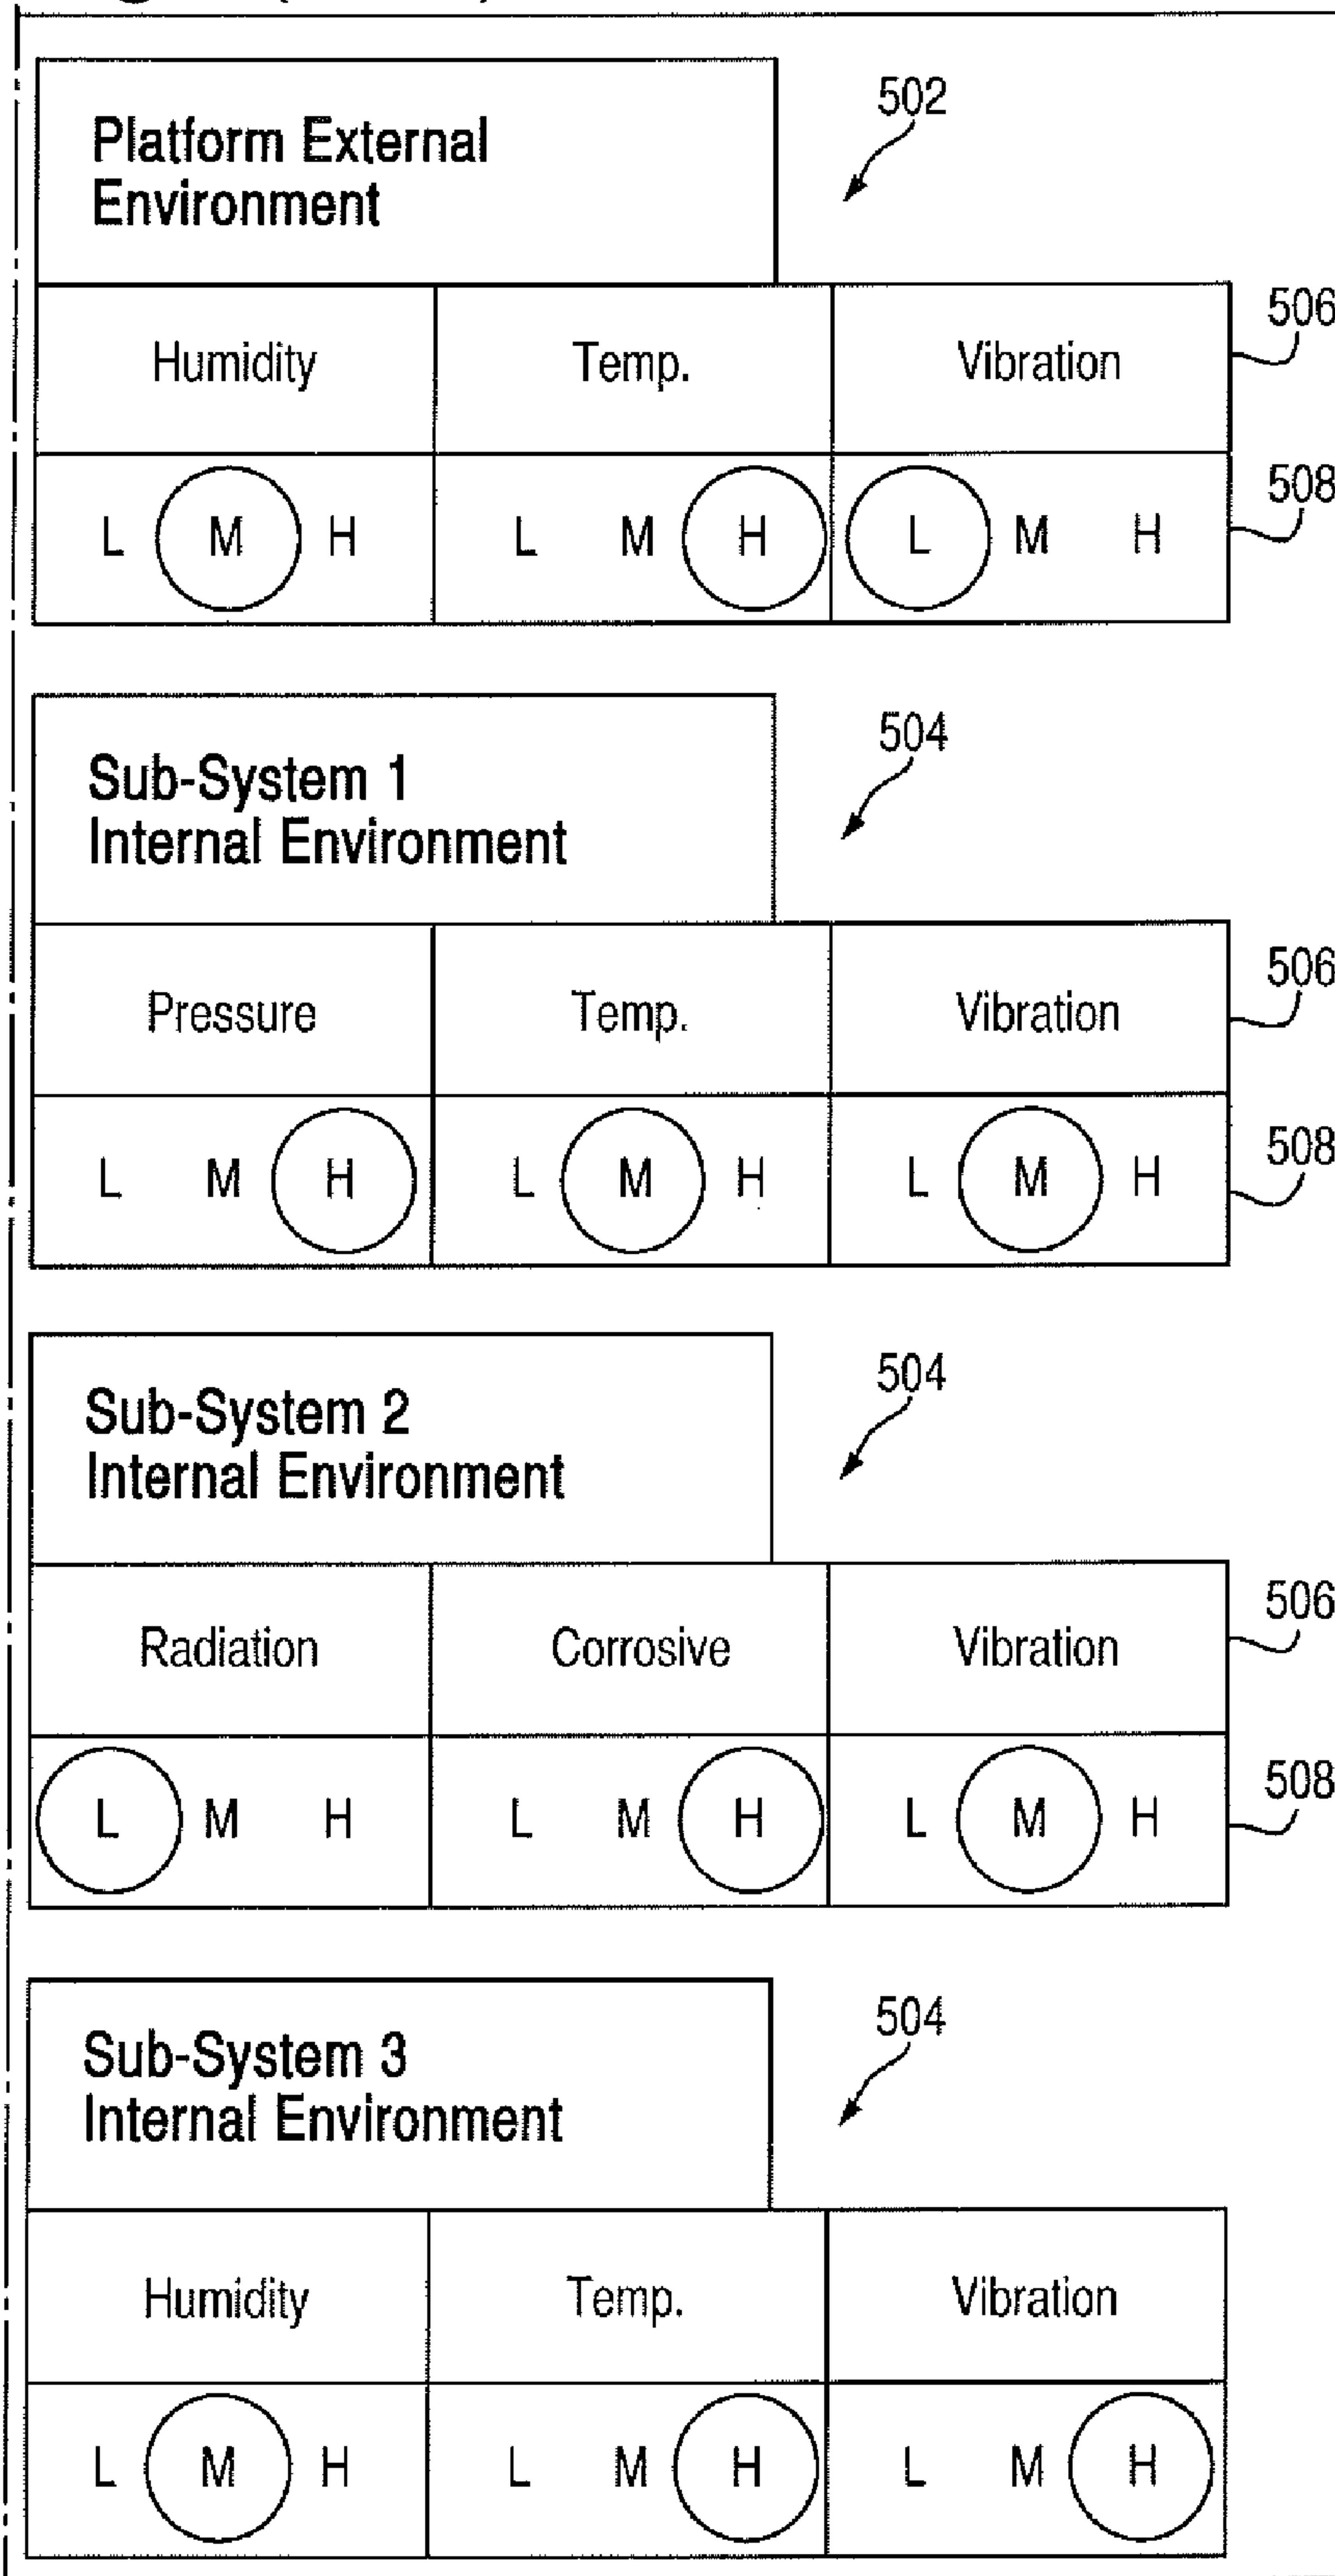 Platform External
Environment
502
Humidity Temp. Vibration 506
L M H L M H L M H 508
Sub-System 1
Internal Environment
504
Pressure Temp. Vibration 506
L M H L M H L M H 508
Sub-System 2
Internal Environment
504
Radiation Corrosive Vibration 506
L M H L M H L M H 508
Sub-System 3
Internal Environment
504
Humidity Temp. Vibration
L M H L M H L M H